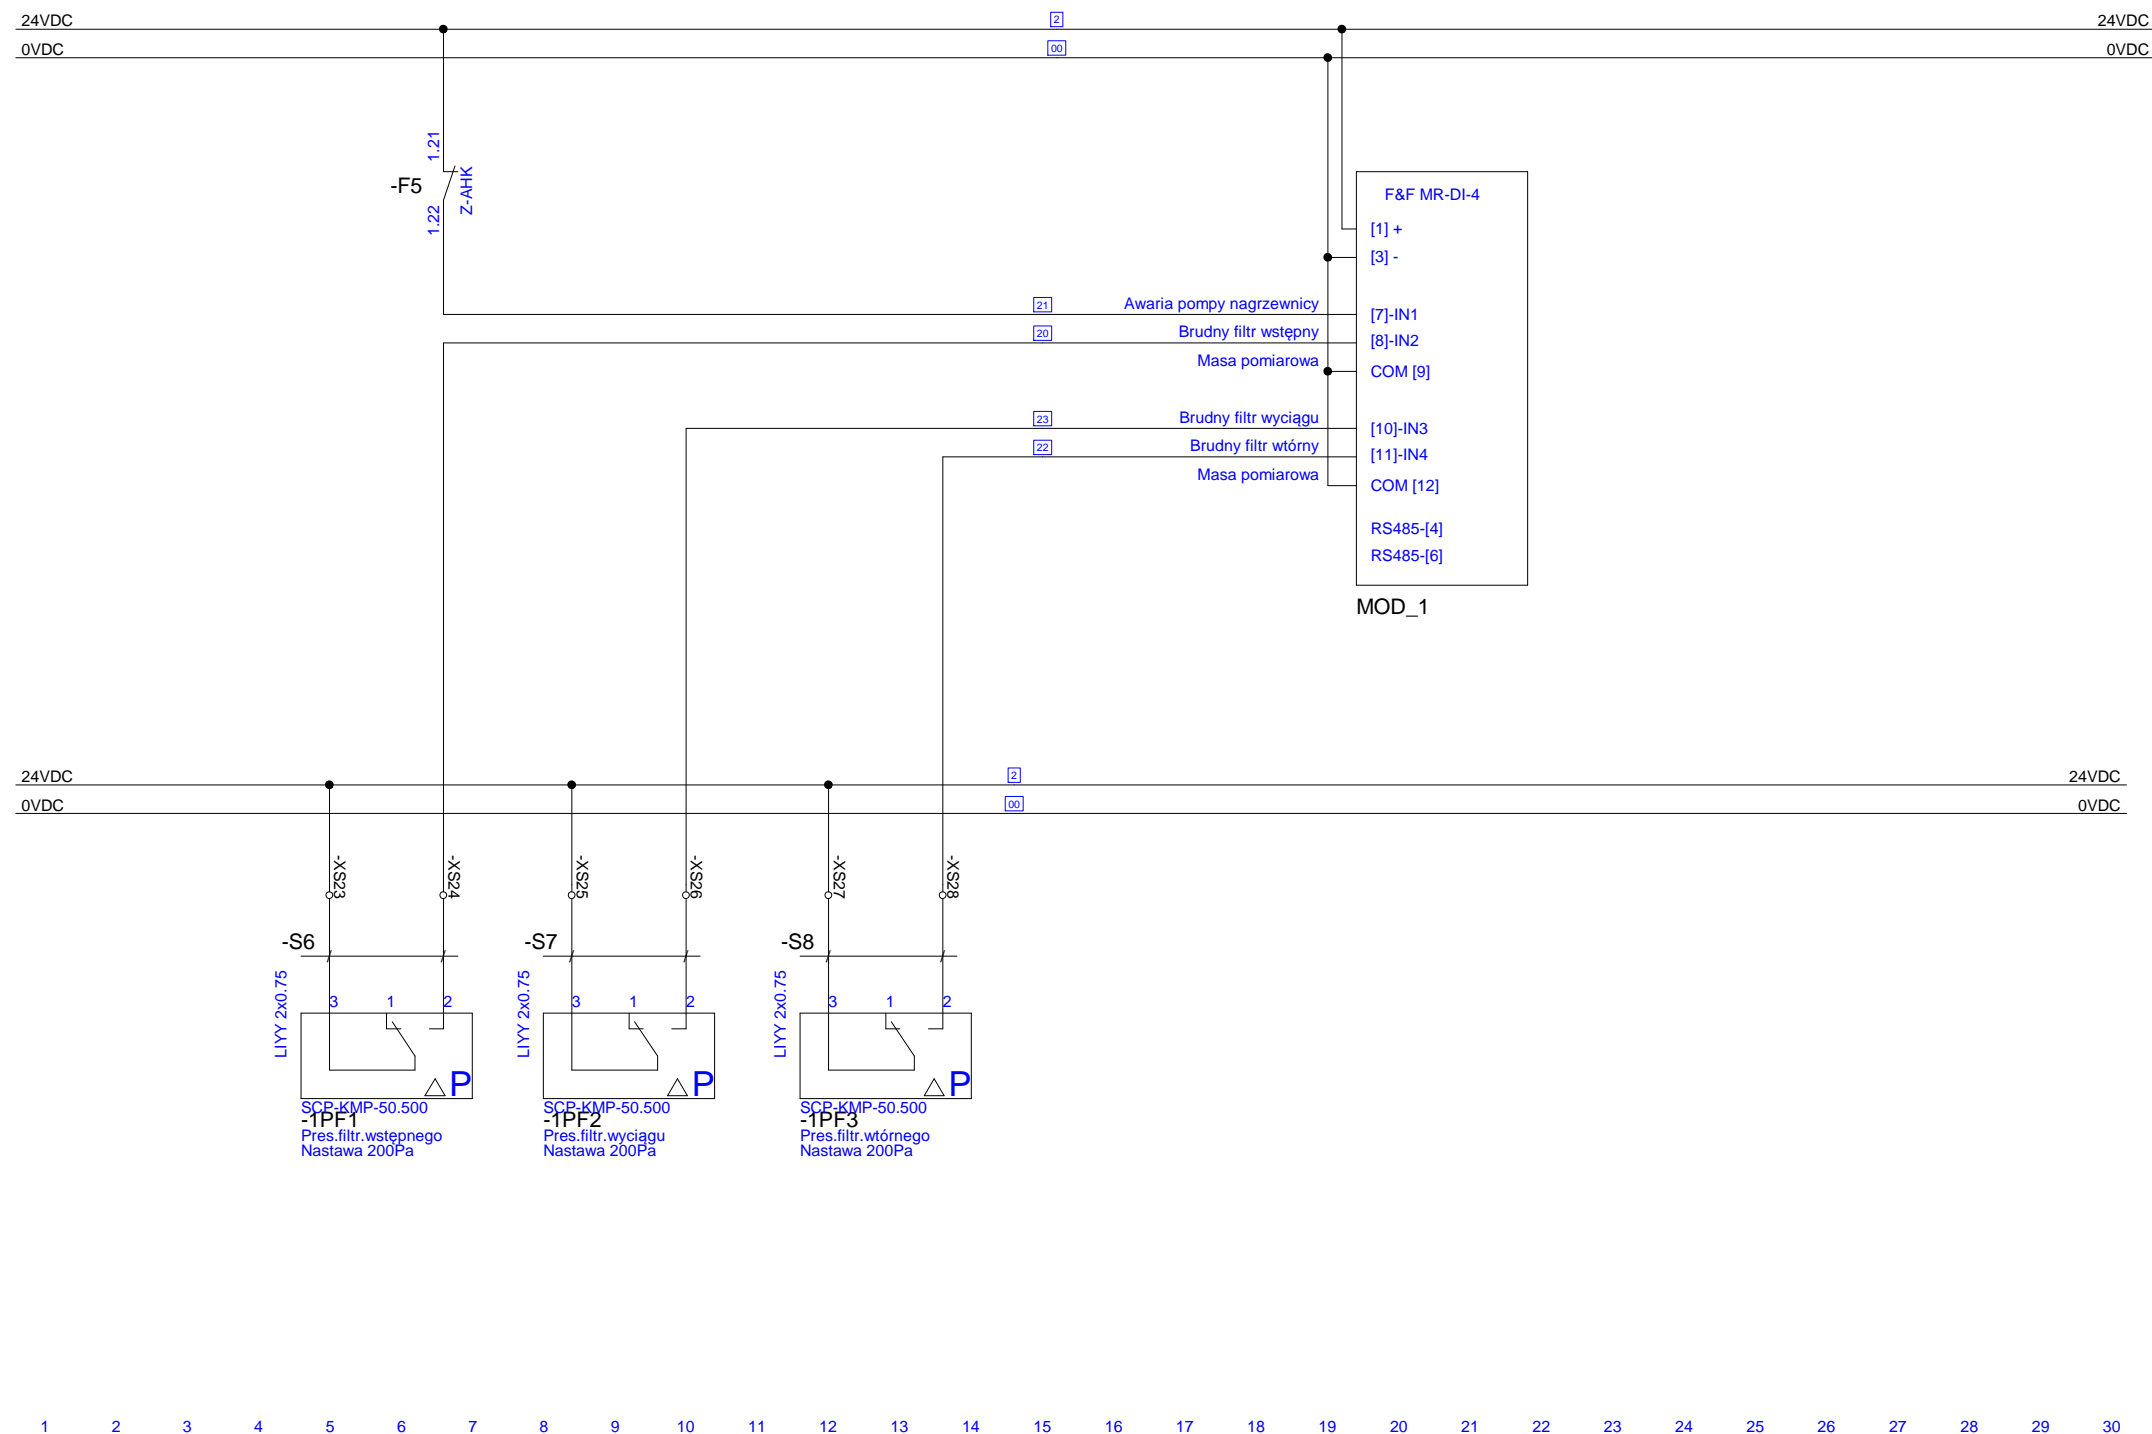 24VDC 2 24VDC
0VDC 00 0VDC
1.21
-F5
Z-AHK
1.22
F&F MR-DI-4
[1] +
[3] -
21 Awaria pompy nagrzewnicy [7]-IN1
20 Brudny filtr wstępny [8]-IN2
Masa pomiarowa COM [9]
23 Brudny filtr wyciągu [10]-IN3
22 Brudny filtr wtórny [11]-IN4
Masa pomiarowa COM [12]
RS485-[4]
RS485-[6]
MOD_1
24VDC 2 24VDC
0VDC 00 0VDC
-XS23 -XS24 -XS25 -XS26 -XS27 -XS28
-S6 -S7 -S8
LIYY 2x0.75 LIYY 2x0.75 LIYY 2x0.75
3 1 2 3 1 2 3 1 2
P P P
SCP-KMP-50.500 SCP-KMP-50.500 SCP-KMP-50.500
-1PF1 -1PF2 -1PF3
Pres.filtr.wstępnego Pres.filtr.wyciągu Pres.filtr.wtórnego
Nastawa 200Pa Nastawa 200Pa Nastawa 200Pa
1 2 3 4 5 6 7 8 9 10 11 12 13 14 15 16 17 18 19 20 21 22 23 24 25 26 27 28 29 30